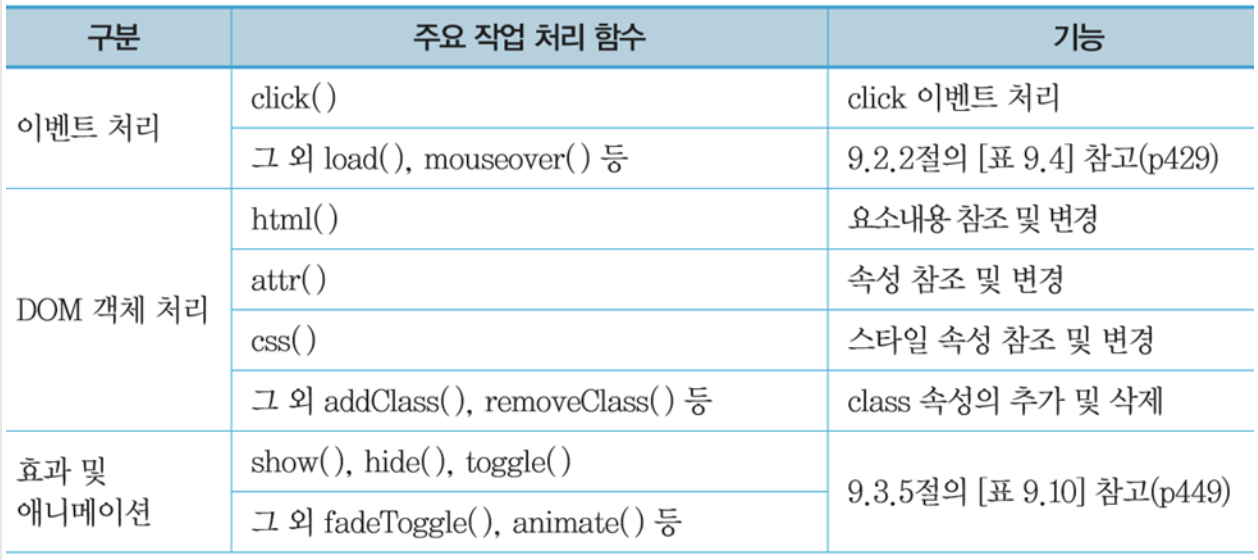 구분 주요 작업 처리 함수 기능
이벤트 처리 click() click 이벤트 처리
그 외 load(), mouseover() 등 9.2.2절의 [표 9.4] 참고(p429)
DOM 객체 처리 html() 요소내용 참조 및 변경
attr() 속성 참조 및 변경
css() 스타일 속성 참조 및 변경
그 외 addClass(), removeClass() 등 class 속성의 추가 및 삭제
효과 및
애니메이션 show(), hide(), toggle() 9.3.5절의 [표 9.10] 참고(p449)
그 외 fadeToggle(), animate() 등